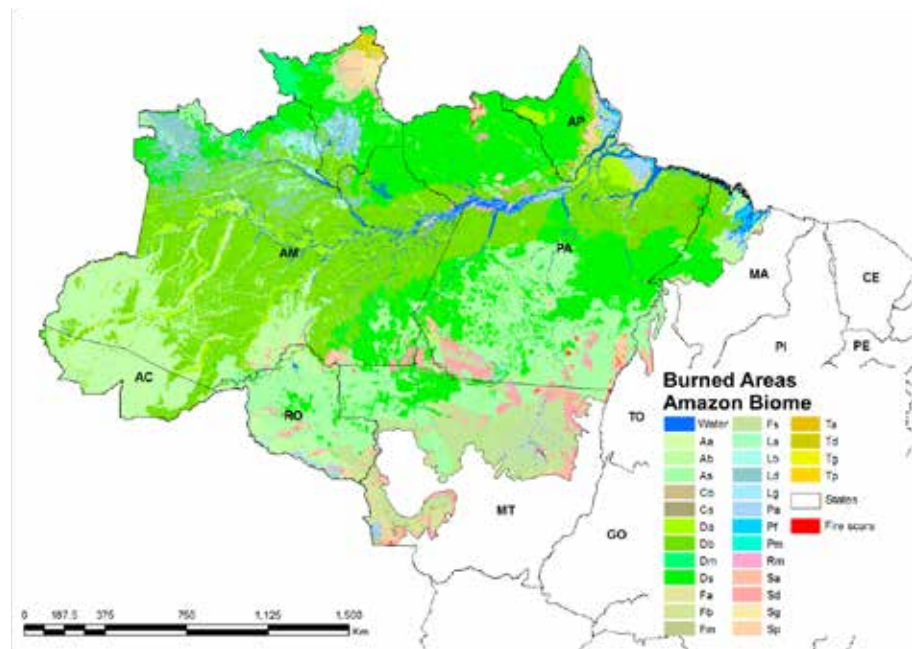 AP
AM
PA
MA
CE
PI
PE
AC
RO
TO
MT
GO
Burned Areas
Amazon Biome
Water
Aa
Ab
As
Cb
Cs
Da
Db
Dm
Ds
Fa
Fb
Fm
Fs
La
Lb
Ld
Lg
Pa
Pf
Pm
Rm
Sa
Sd
Sg
Sp
Ta
Td
Tg
Tp
States
Fire scars
0 187.5 375 750 1,125 1,500
Km